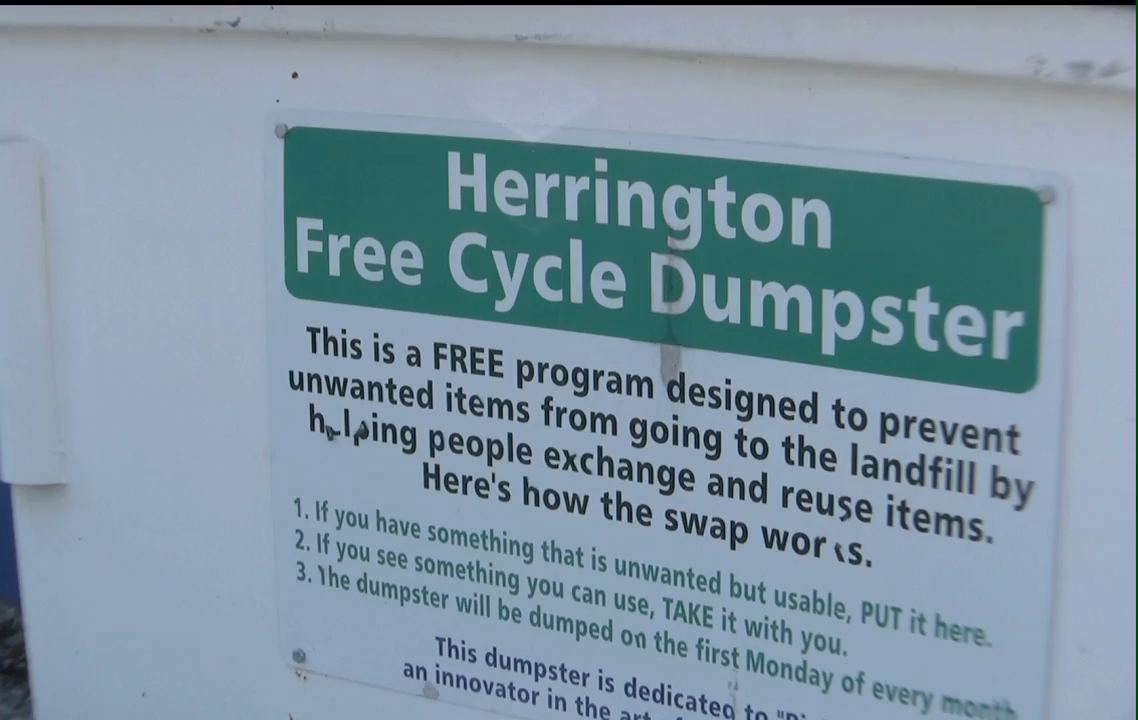 Herrington
Free Cycle Dumpster
This is a FREE program designed to prevent
unwanted items from going to the landfill by
helping people exchange and reuse items.
Here's how the swap works.
1. If you have something that is unwanted but usable, PUT it here.
2. If you see something you can use, TAKE it with you.
3. The dumpster will be dumped on the first Monday of every month
This dumpster is dedicated to
an innovator in the art